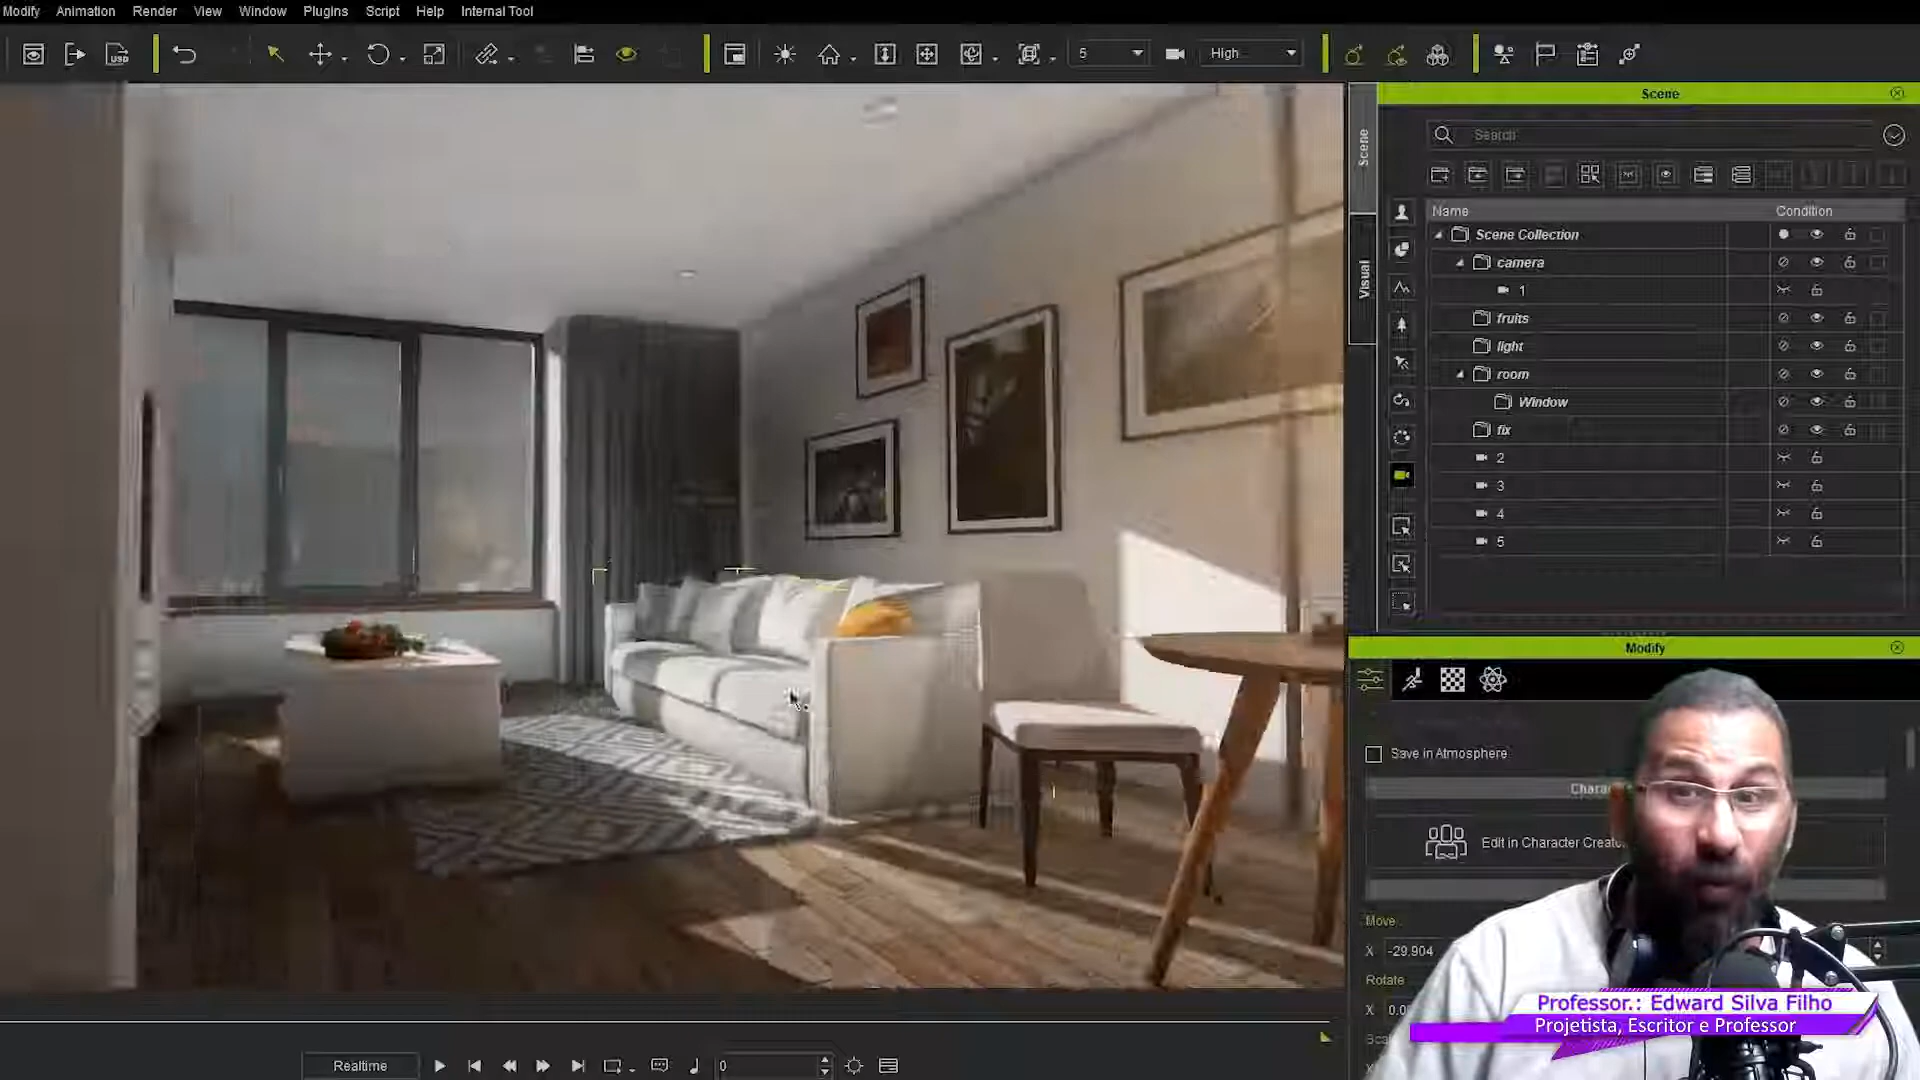 Modify Animation Render View Window Plugins Script Help Internal Tool
USD
5
High
Scene
Scene
Visual
Search
Name Condition
Scene Collection
camera
1
fruits
light
room
Window
fix
2
3
4
5
Modify
Save in Atmosphere
Edit in Character
Move
X -29.904
Rotate
X
Professor.: Edward Silva Filho
Projetista, Escritor e Professor
Realtime
0